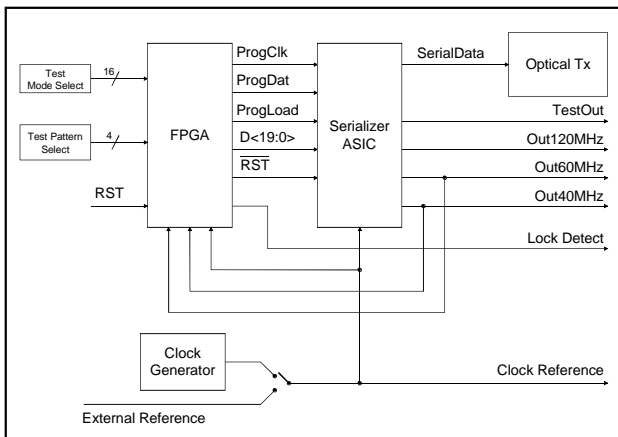 ProgClk
SerialData
Optical Tx
Test
Mode Select
16
ProgDat
ProgLoad
TestOut
FPGA
Serializer
ASIC
Test Pattern
Select
4
D<19:0>
Out120MHz
RST
Out60MHz
RST
Out40MHz
Lock Detect
Clock
Generator
Clock Reference
External Reference